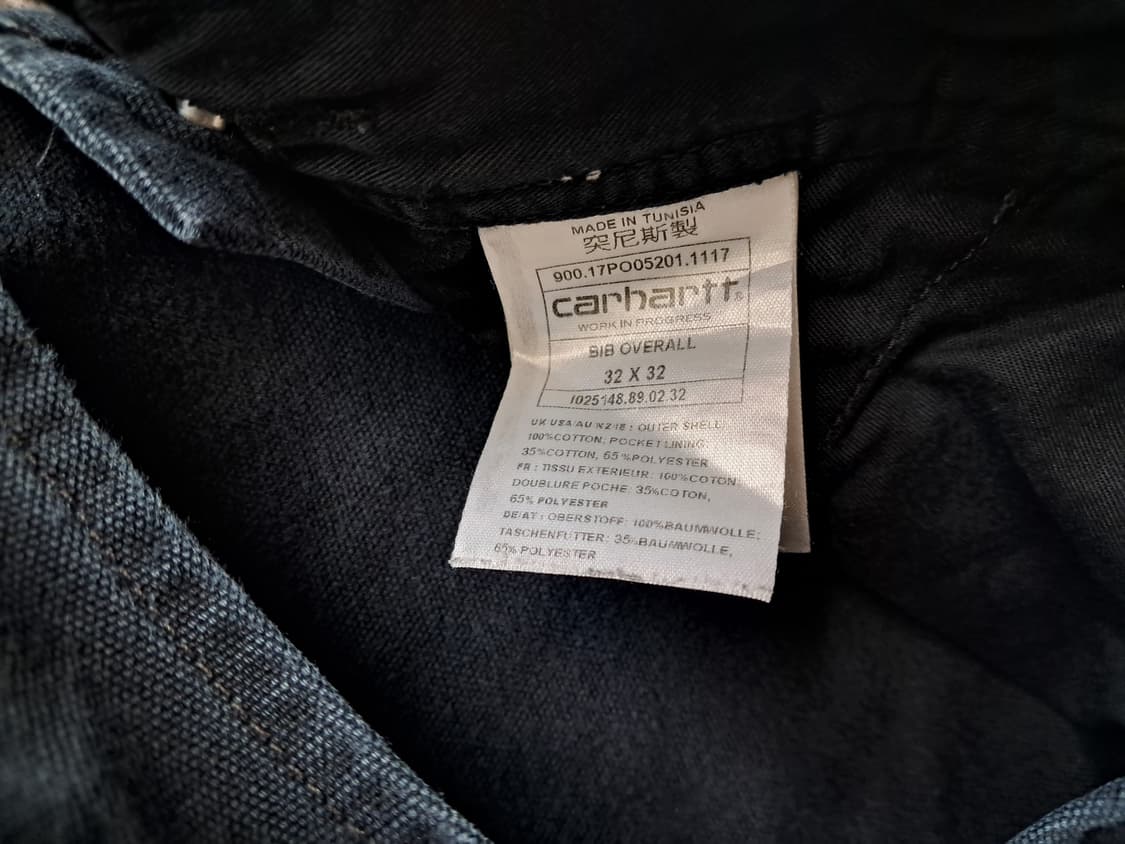 MADE IN TUNISIA
突尼斯製
900.17PO05201.1117
carhartt®
WORK IN PROGRESS
BIB OVERALL
32 X 32
I025148.89.02.32
UK USA AU NZ IE : OUTER SHELL
100%COTTON; POCKET LINING
35%COTTON, 65%POLYESTER
FR : TISSU EXTERIEUR: 100%COTON
DOUBLURE POCHE: 35%COTON,
65% POLYESTER
DE/AT : OBERSTOFF: 100%BAUMWOLLE;
TASCHENFUTTER: 35%BAUMWOLLE,
65% POLYESTER